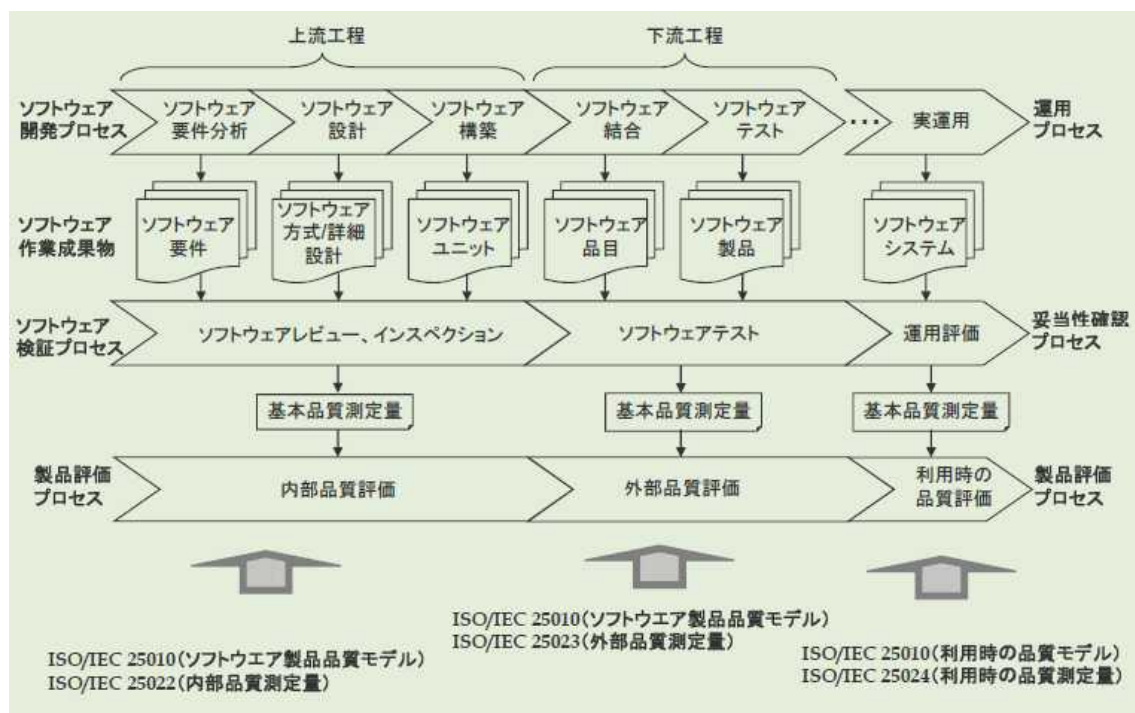 上流工程
下流工程
ソフトウェア
開発プロセス
ソフトウェア
要件分析
ソフトウェア
設計
ソフトウェア
構築
ソフトウェア
結合
ソフトウェア
テスト
・・・
実運用
運用
プロセス
ソフトウェア
作業成果物
ソフトウェア
要件
ソフトウェア
方式/詳細
設計
ソフトウェア
ユニット
ソフトウェア
品目
ソフトウェア
製品
ソフトウェア
システム
ソフトウェア
検証プロセス
ソフトウェアレビュー、インスペクション
ソフトウェアテスト
運用評価
妥当性確認
プロセス
基本品質測定量
基本品質測定量
基本品質測定量
製品評価
プロセス
内部品質評価
外部品質評価
利用時の
品質評価
製品評価
プロセス
ISO/IEC 25010(ソフトウエア製品品質モデル)
ISO/IEC 25022(内部品質測定量)
ISO/IEC 25010(ソフトウエア製品品質モデル)
ISO/IEC 25023(外部品質測定量)
ISO/IEC 25010(利用時の品質モデル)
ISO/IEC 25024(利用時の品質測定量)